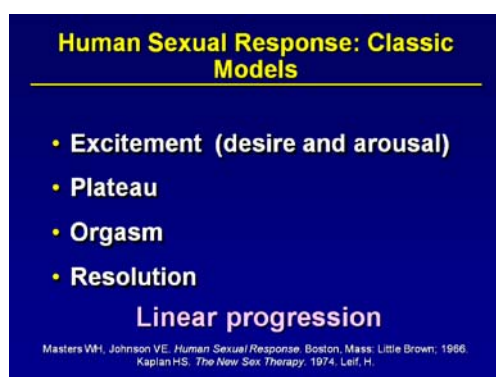 Human Sexual Response: Classic
Models
• Excitement (desire and arousal)
• Plateau
• Orgasm
• Resolution
Linear progression
Masters WH, Johnson VE. Human Sexual Response. Boston, Mass: Little Brown; 1966.
Kaplan HS. The New Sex Therapy. 1974. Leif, H.